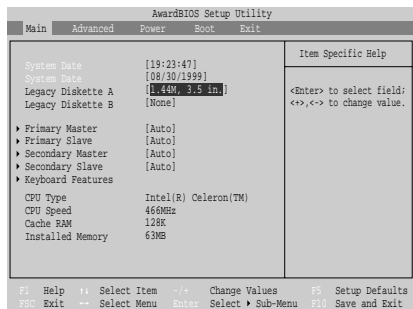 AwardBIOS Setup Utility
Main Advanced Power Boot Exit
Item Specific Help
System Date [19:23:47]
System Date [08/30/1999]
Legacy Diskette A [1.44M, 3.5 in.]
Legacy Diskette B [None]
<Enter> to select field;
<+>,<-> to change value.
▸ Primary Master [Auto]
▸ Primary Slave [Auto]
▸ Secondary Master [Auto]
▸ Secondary Slave [Auto]
▸ Keyboard Features
CPU Type Intel(R) Celeron(TM)
CPU Speed 466MHz
Cache RAM 128K
Installed Memory 63MB
F1 Help ↑↓ Select Item -/+ Change Values F5 Setup Defaults
ESC Exit ↔ Select Menu Enter Select ▸ Sub-Menu F10 Save and Exit